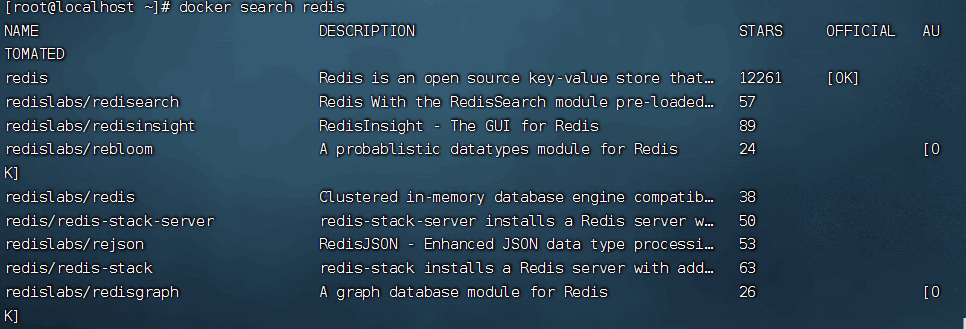 [root@localhost ~]# docker search redis
NAME DESCRIPTION STARS OFFICIAL AU
TOMATED
redis Redis is an open source key-value store that… 12261 [OK]
redislabs/redisearch Redis With the RedisSearch module pre-loaded… 57
redislabs/redisinsight RedisInsight - The GUI for Redis 89
redislabs/rebloom A probablistic datatypes module for Redis 24 [O
K]
redislabs/redis Clustered in-memory database engine compatib… 38
redis/redis-stack-server redis-stack-server installs a Redis server w… 50
redislabs/rejson RedisJSON - Enhanced JSON data type processi… 53
redis/redis-stack redis-stack installs a Redis server with add… 63
redislabs/redisgraph A graph database module for Redis 26 [O
K]